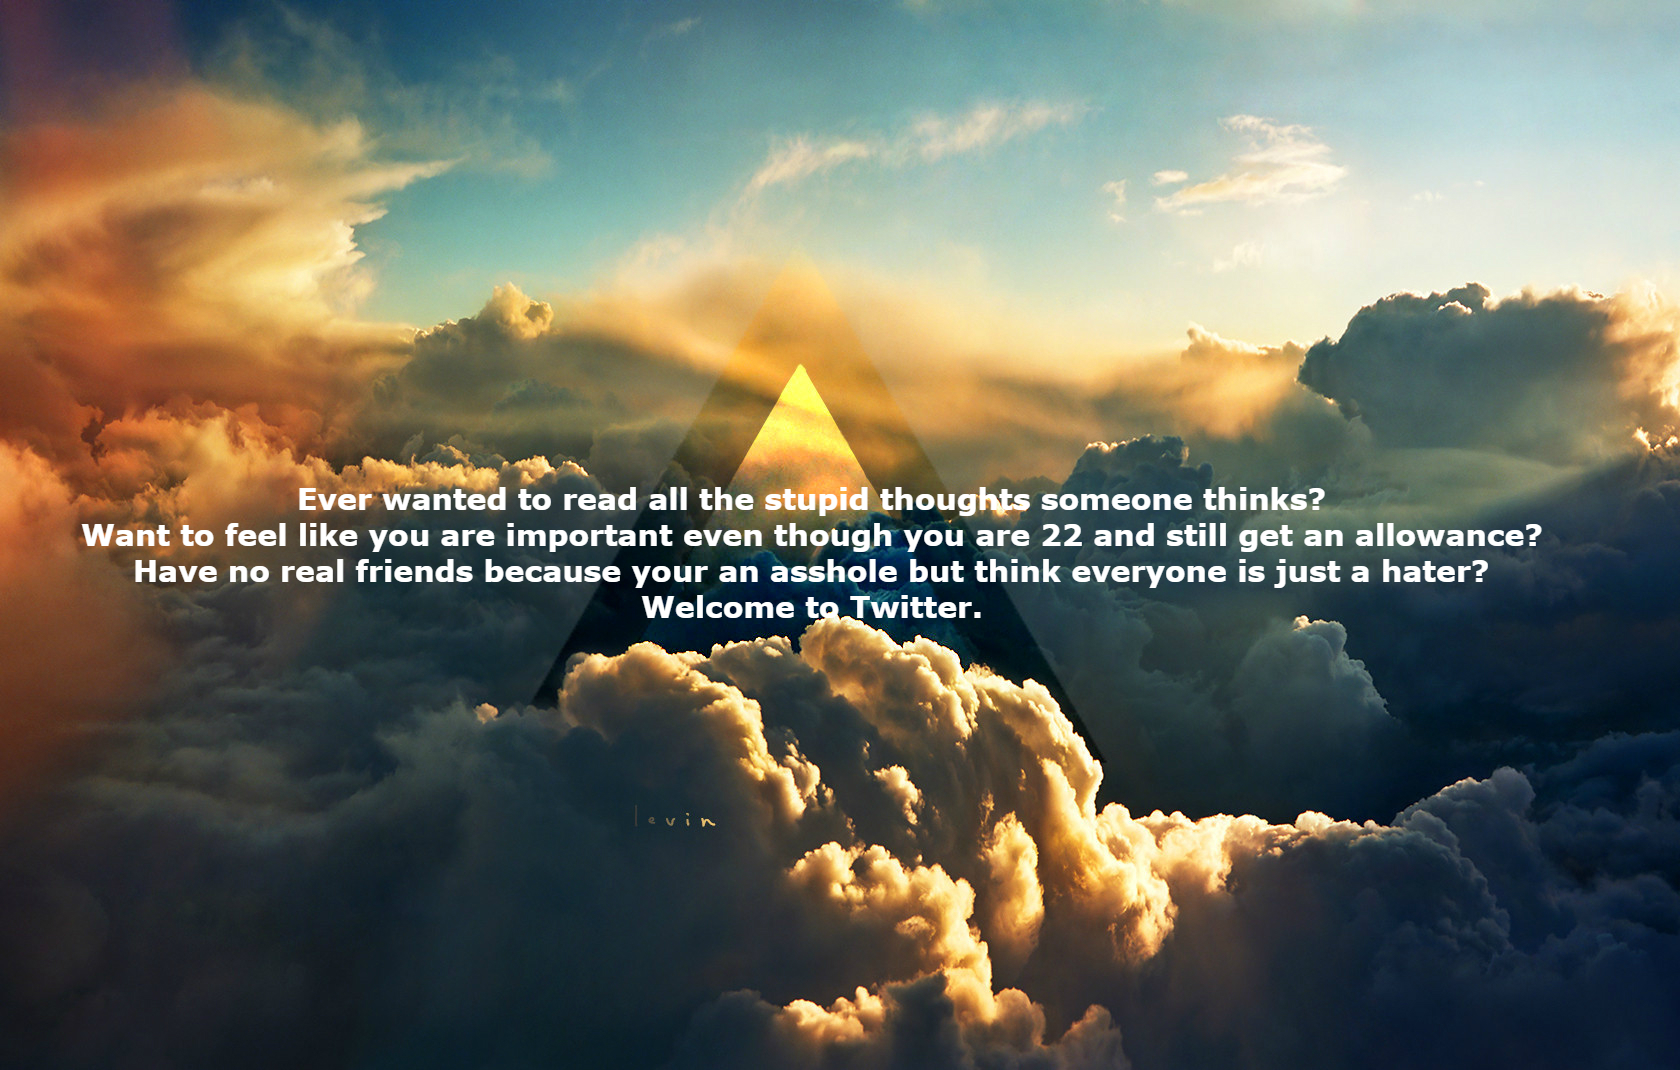 Ever wanted to read all the stupid thoughts someone thinks?
Want to feel like you are important even though you are 22 and still get an allowance?
Have no real friends because your an asshole but think everyone is just a hater?
Welcome to Twitter.
levin